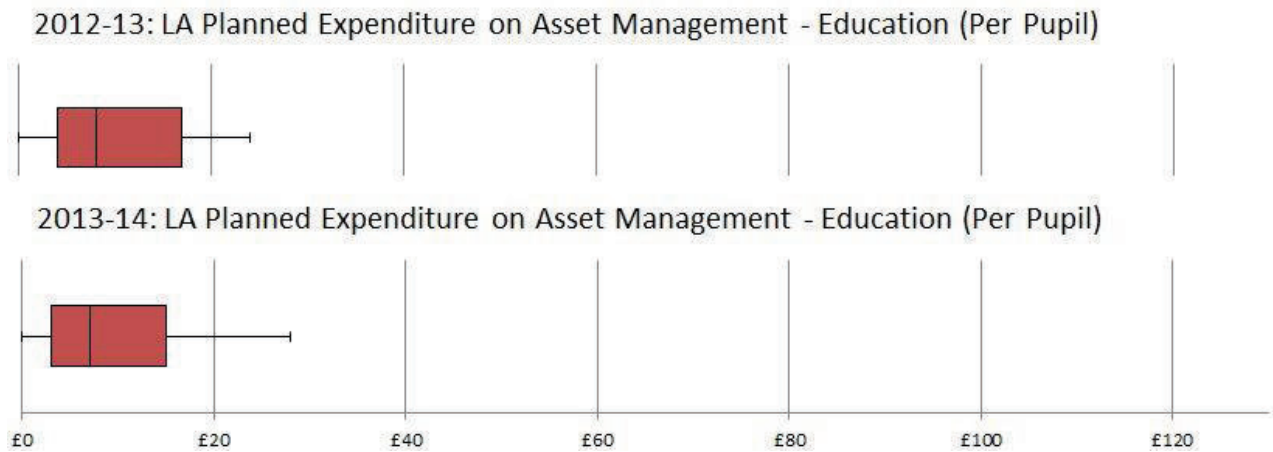 2012-13: LA Planned Expenditure on Asset Management - Education (Per Pupil)
2013-14: LA Planned Expenditure on Asset Management - Education (Per Pupil)
£0 £20 £40 £60 £80 £100 £120